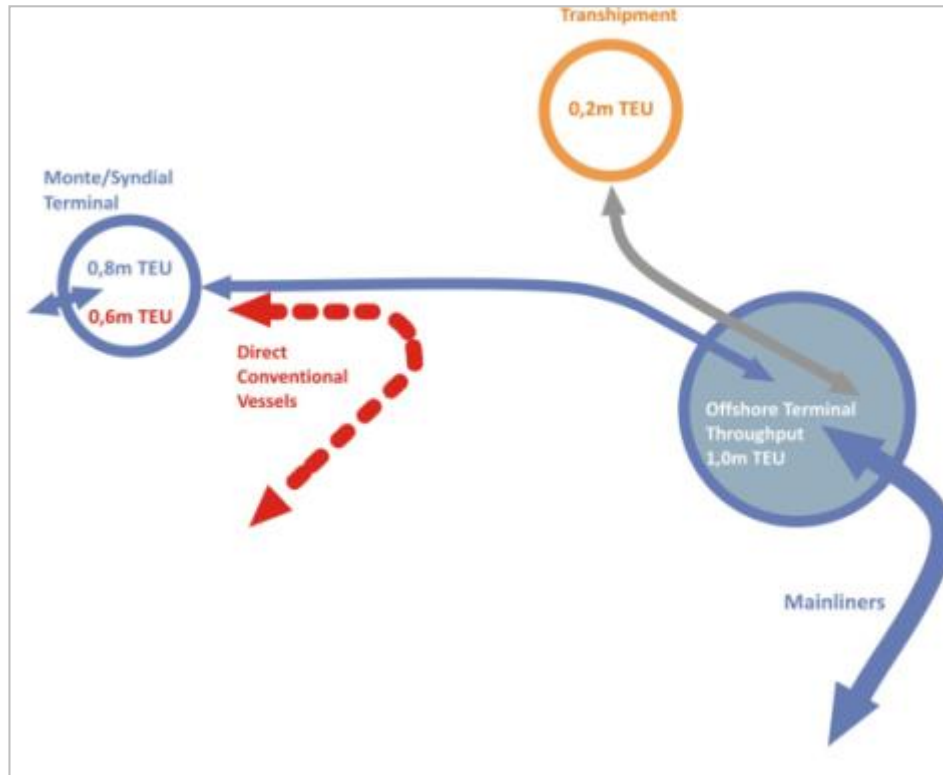 Transhipment
0,2m TEU
Monte/Syndial
Terminal
0,8m TEU
0,6m TEU
Direct
Conventional
Vessels
Offshore Terminal
Throughput
1,0m TEU
Mainliners